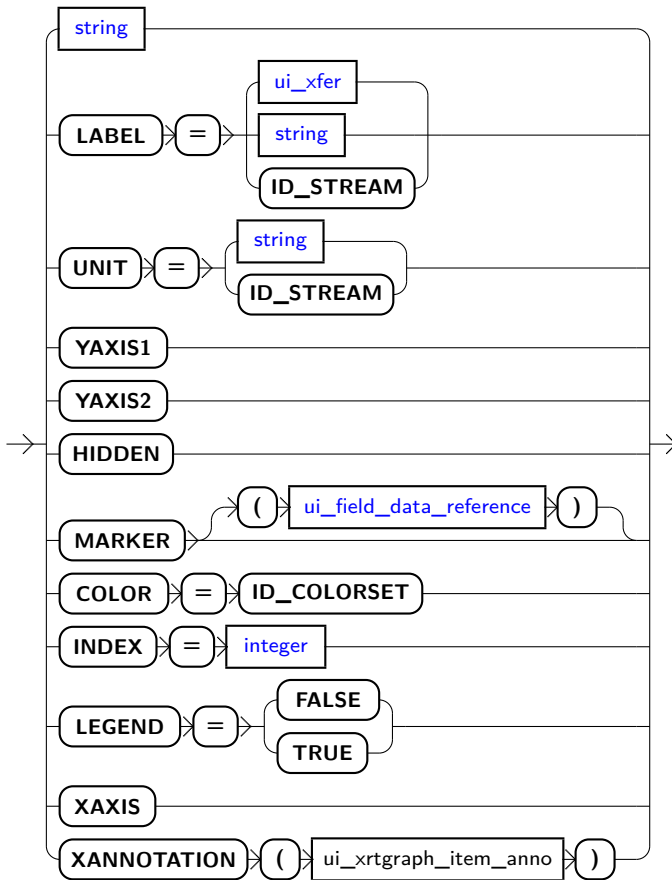 string
ui_xfer
LABEL = string
ID_STREAM
string
UNIT =
ID_STREAM
YAXIS1
YAXIS2
HIDDEN
( ui_field_data_reference )
MARKER
COLOR = ID_COLORSET
INDEX = integer
FALSE
LEGEND =
TRUE
XAXIS
XANNOTATION ( ui_xrtgraph_item_anno )